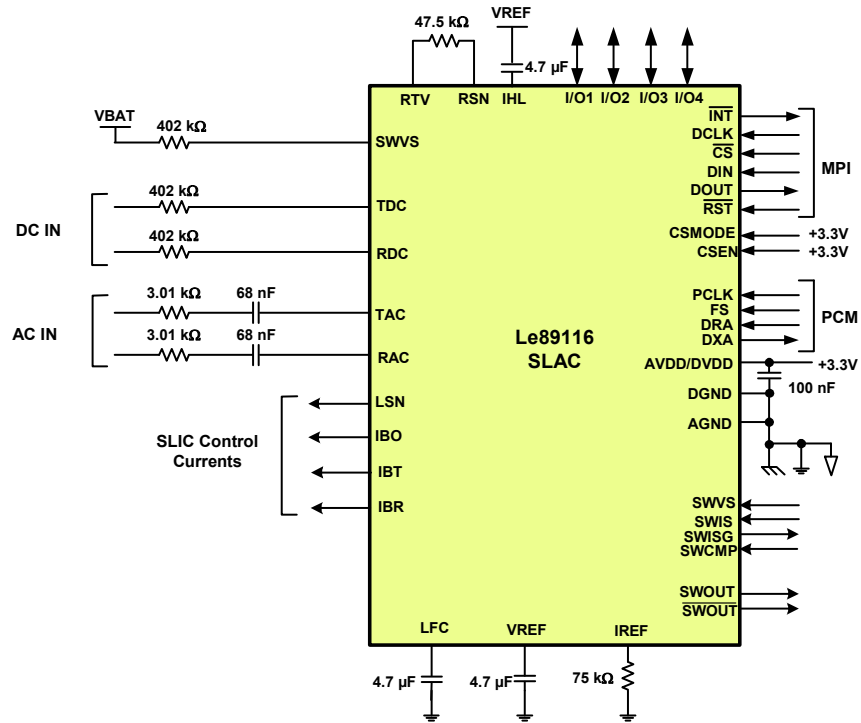 47.5 kΩ
VREF
4.7 µF
RTV
RSN
IHL
I/O1
I/O2
I/O3
I/O4
VBAT
402 kΩ
SWVS
DC IN
402 kΩ
TDC
402 kΩ
RDC
AC IN
3.01 kΩ
68 nF
TAC
3.01 kΩ
68 nF
RAC
SLIC Control
Currents
LSN
IBO
IBT
IBR
Le89116
SLAC
INT
DCLK
CS
DIN
DOUT
RST
MPI
CSMODE
+3.3V
CSEN
+3.3V
PCLK
FS
DRA
DXA
PCM
AVDD/DVDD
+3.3V
100 nF
DGND
AGND
SWVS
SWIS
SWISG
SWCMP
SWOUT
SWOUT
LFC
VREF
IREF
4.7 µF
4.7 µF
75 kΩ